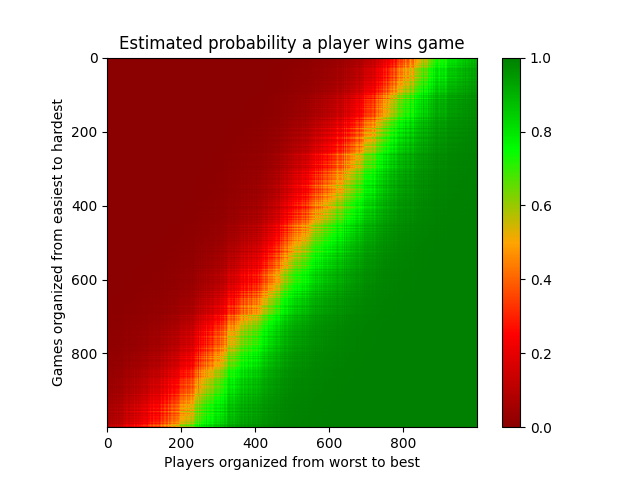 Estimated probability a player wins game
Games organized from easiest to hardest
0
200
400
600
800
0 200 400 600 800
Players organized from worst to best
1.0
0.8
0.6
0.4
0.2
0.0